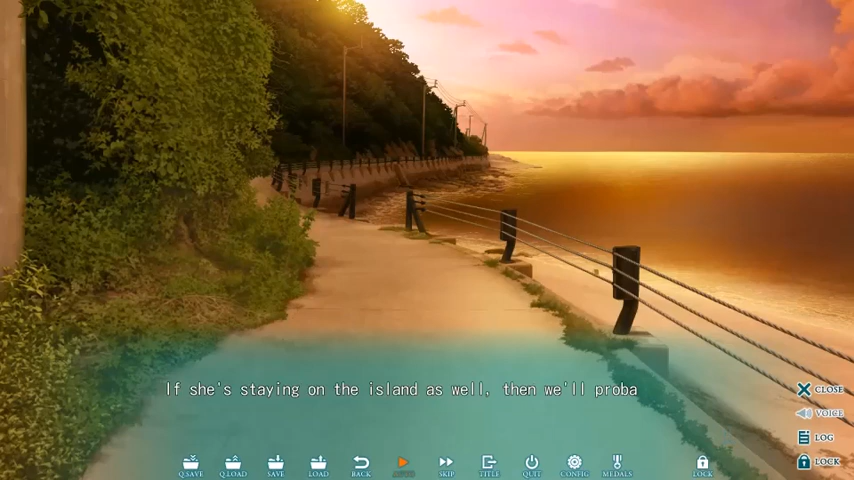 If she's staying on the island as well, then we'll proba
CLOSE
VOICE
LOG
LOCK
Q.SAVE Q.LOAD SAVE LOAD BACK AUTO SKIP TITLE QUIT CONFIG MEDALS LOCK